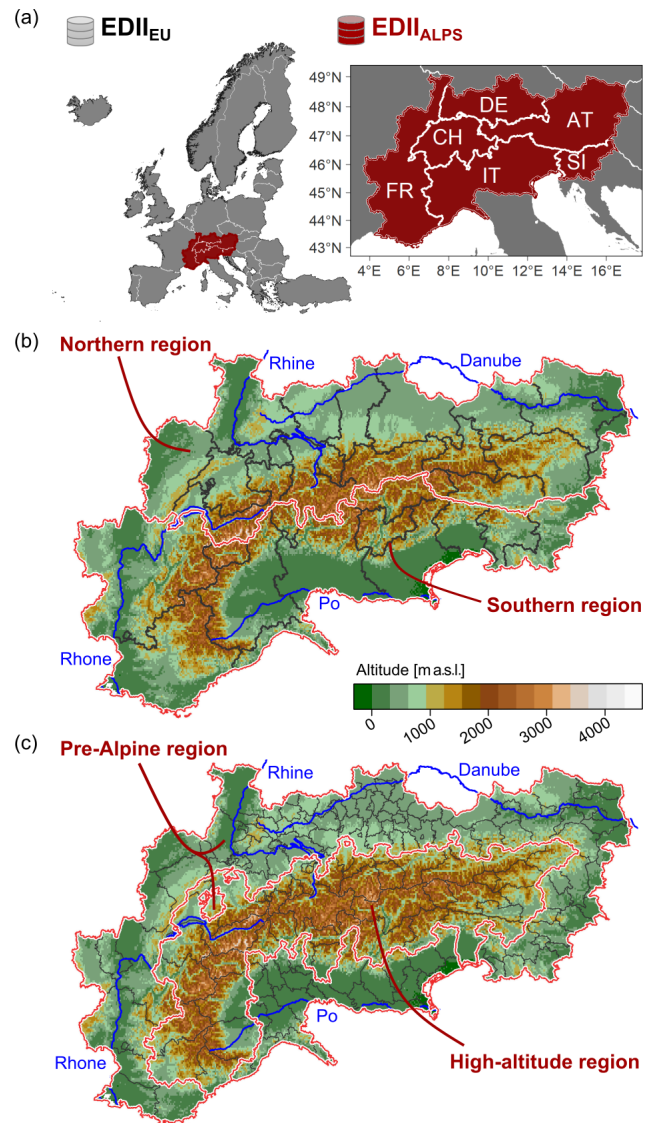 (a)
EDII_EU
EDII_ALPS
49°N
48°N
47°N
46°N
45°N
44°N
43°N
DE
AT
CH
SI
IT
FR
4°E 6°E 8°E 10°E 12°E 14°E 16°E
(b)
Northern region
Rhine
Danube
Po
Southern region
Rhone
Altitude [m a.s.l.]
0 1000 2000 3000 4000
(c)
Pre-Alpine region
Rhine
Danube
Po
Rhone
High-altitude region